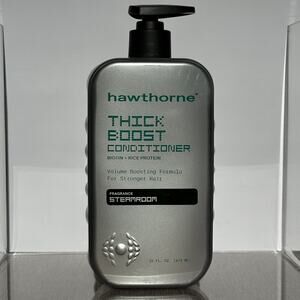 hawthorne
THICK
BOOST
CONDITIONER
BIOTIN + RICE PROTEIN
Volume Boosting Formula
For Stronger Hair
FRAGRANCE
STEAMROOM